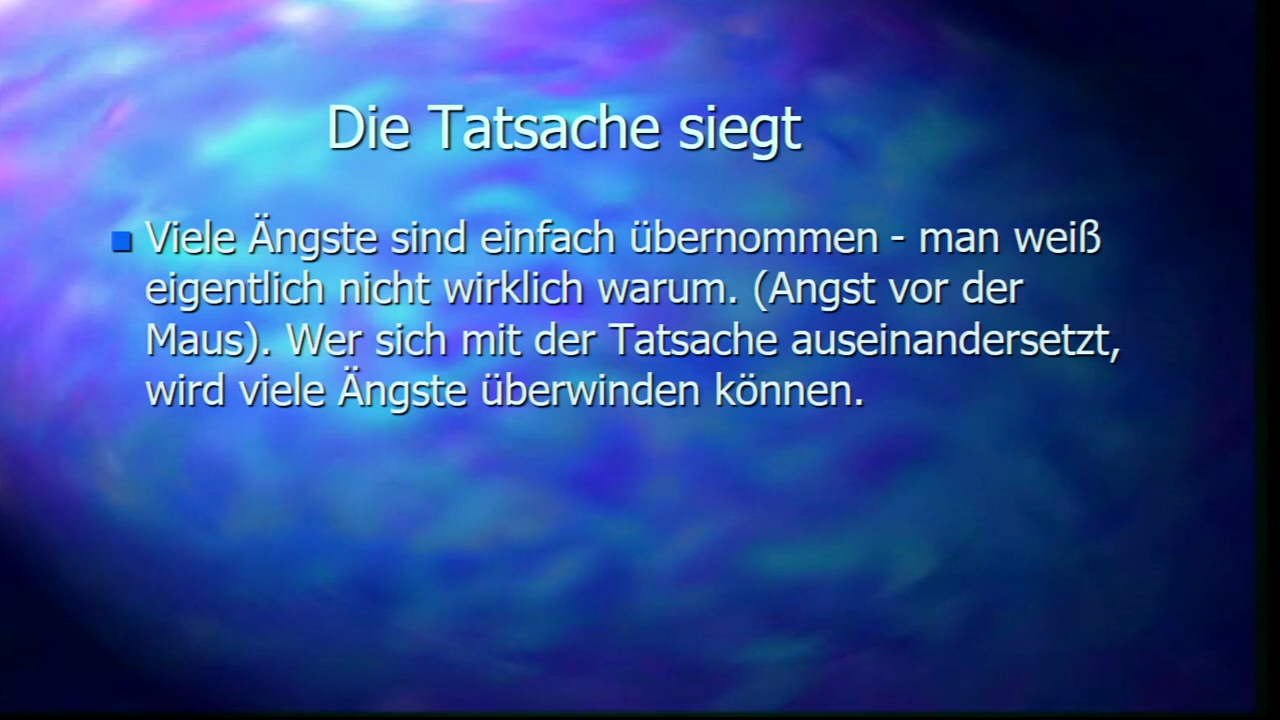 Die Tatsache siegt
Viele Ängste sind einfach übernommen - man weiß
eigentlich nicht wirklich warum. (Angst vor der
Maus). Wer sich mit der Tatsache auseinandersetzt,
wird viele Ängste überwinden können.